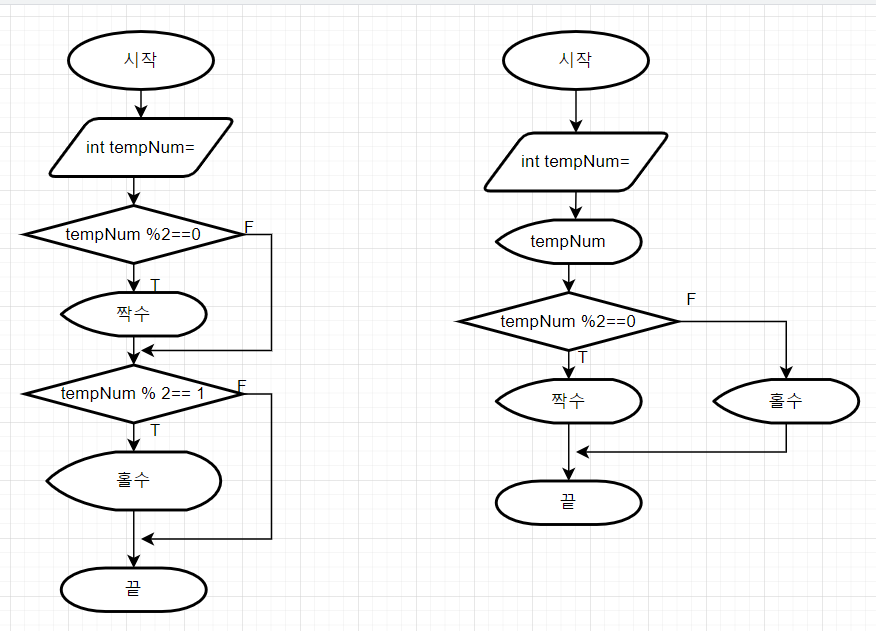 시작
int tempNum=
tempNum %2==0
F
T
짝수
tempNum % 2== 1
F
T
홀수
끝
시작
int tempNum=
tempNum
tempNum %2==0
F
T
짝수
홀수
끝